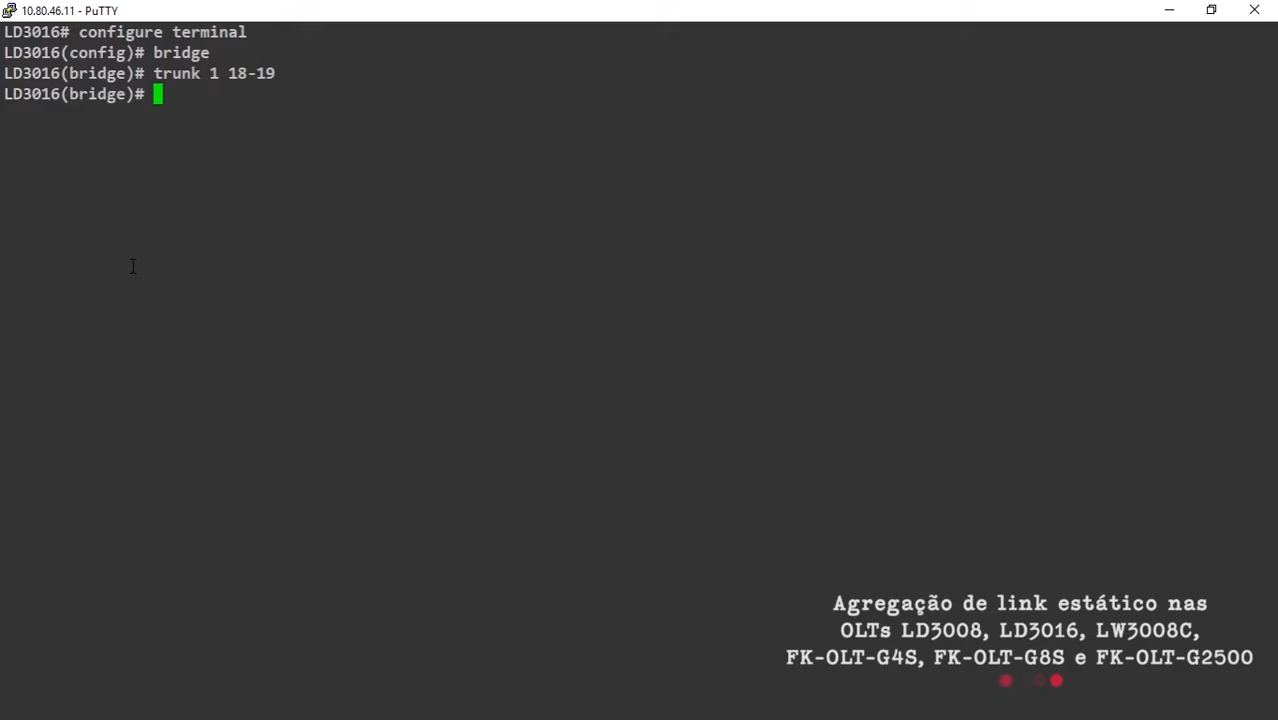 10.80.46.11 - PuTTY
LD3016# configure terminal
LD3016(config)# bridge
LD3016(bridge)# trunk 1 18-19
LD3016(bridge)#
Agregação de link estático nas
OLTs LD3008, LD3016, LW3008C,
FK-OLT-G4S, FK-OLT-G8S e FK-OLT-G2500